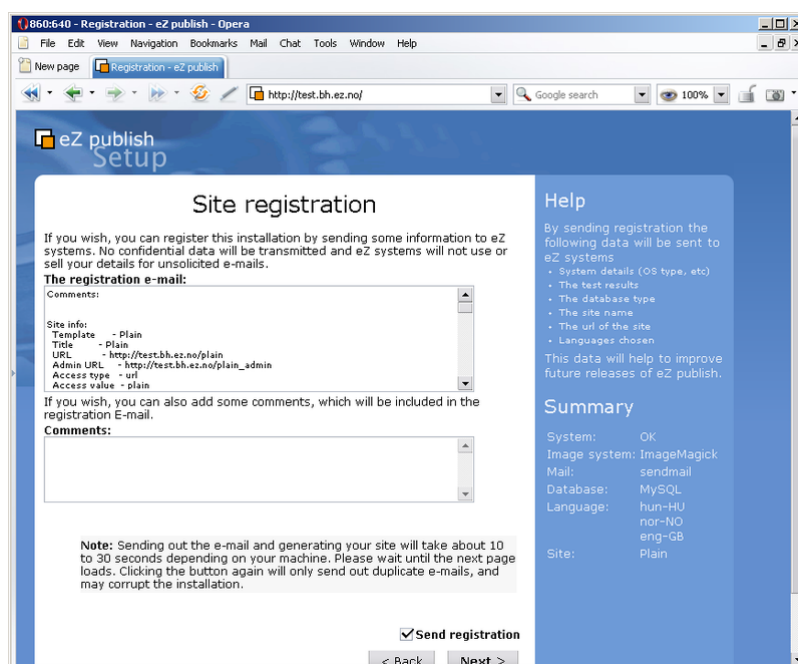 860:640 - Registration - eZ publish - Opera
File Edit View Navigation Bookmarks Mail Chat Tools Window Help
New page Registration - eZ publish
http://test.bh.ez.no/ Google search 100%
eZ publish
Setup
Site registration
If you wish, you can register this installation by sending some information to eZ
systems. No confidential data will be transmitted and eZ systems will not use or
sell your details for unsolicited e-mails.
The registration e-mail:
Comments:
Site info:
Template - Plain
Title - Plain
URL - http://test.bh.ez.no/plain
Admin URL - http://test.bh.ez.no/plain_admin
Access type - url
Access value - plain
If you wish, you can also add some comments, which will be included in the
registration E-mail.
Comments:
Note: Sending out the e-mail and generating your site will take about 10
to 30 seconds depending on your machine. Please wait until the next page
loads. Clicking the button again will only send out duplicate e-mails, and
may corrupt the installation.
Send registration
< Back Next >
Help
By sending registration the
following data will be sent to
eZ systems
• System details (OS type, etc)
• The test results
• The database type
• The site name
• The url of the site
• Languages chosen
This data will help to improve
future releases of eZ publish.
Summary
System: OK
Image system: ImageMagick
Mail: sendmail
Database: MySQL
Language: hun-HU
nor-NO
eng-GB
Site: Plain